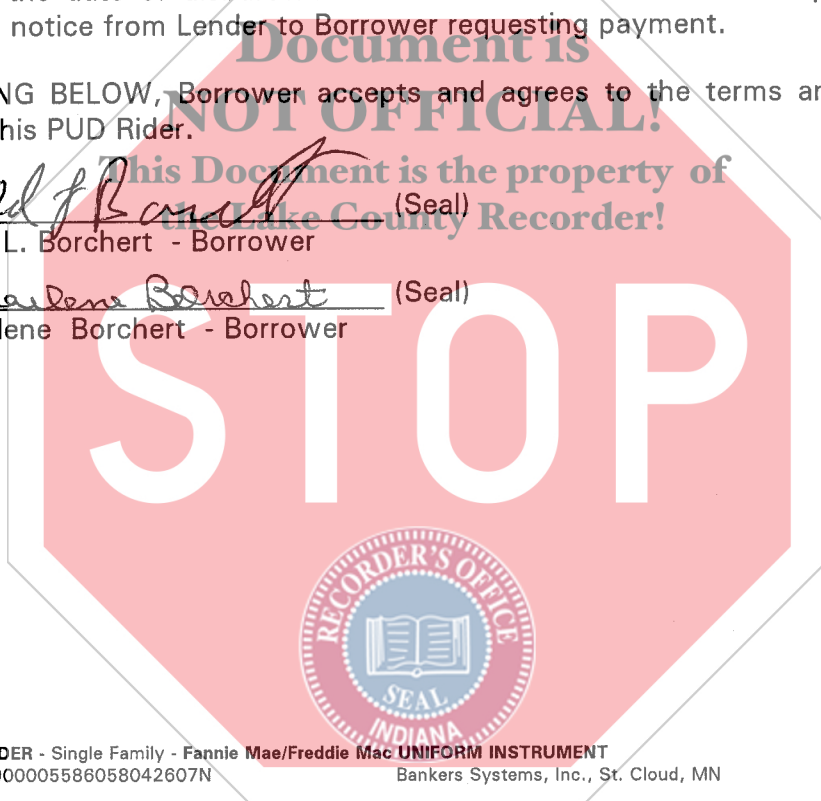 notice from Lender to Borrower requesting payment.
Document is
NG BELOW, Borrower accepts and agrees to the terms ar
NOT OFFICIAL!
his PUD Rider.
This Document is the property of
(Seal)
the Lake County Recorder!
L. Borchert - Borrower
Borchert (Seal)
lene Borchert - Borrower
STOP
RECORDER'S OFFICE
SEAL
INDIANA
DER - Single Family - Fannie Mae/Freddie Mac UNIFORM INSTRUMENT
000005586058042607N Bankers Systems, Inc., St. Cloud, MN